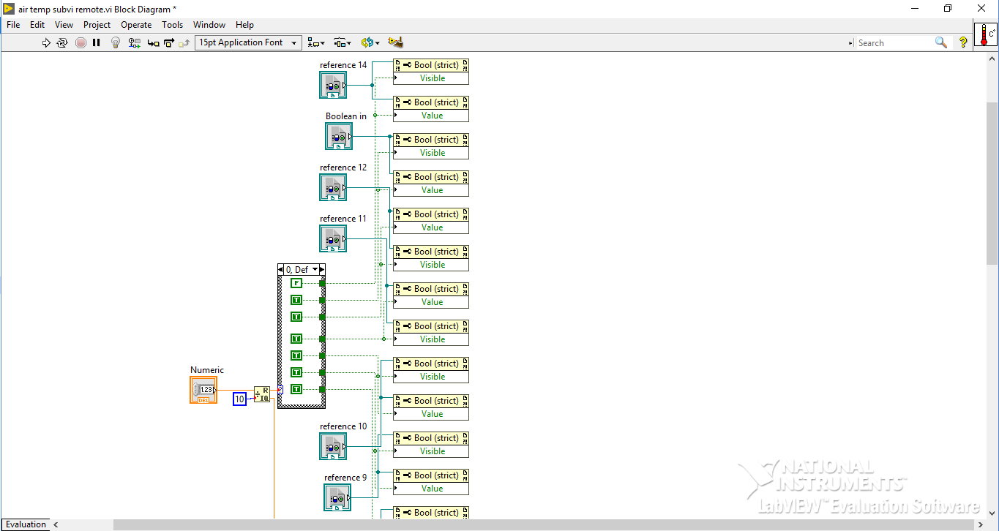 air temp subvi remote.vi Block Diagram *
File Edit View Project Operate Tools Window Help
15pt Application Font
Search
?
C°
reference 14
Bool (strict)
Visible
Bool (strict)
Value
Boolean in
Bool (strict)
Visible
reference 12
Bool (strict)
Value
reference 11
Bool (strict)
Value
Bool (strict)
Visible
0, Def
F
T
T
T
T
T
T
Bool (strict)
Value
Bool (strict)
Visible
Numeric
1.23
DBL
10
R
IQ
?
Bool (strict)
Visible
Bool (strict)
Value
reference 10
Bool (strict)
Visible
reference 9
Bool (strict)
Value
Bool (strict)
NATIONAL
INSTRUMENTS™
LabVIEW™ Evaluation Software
Evaluation